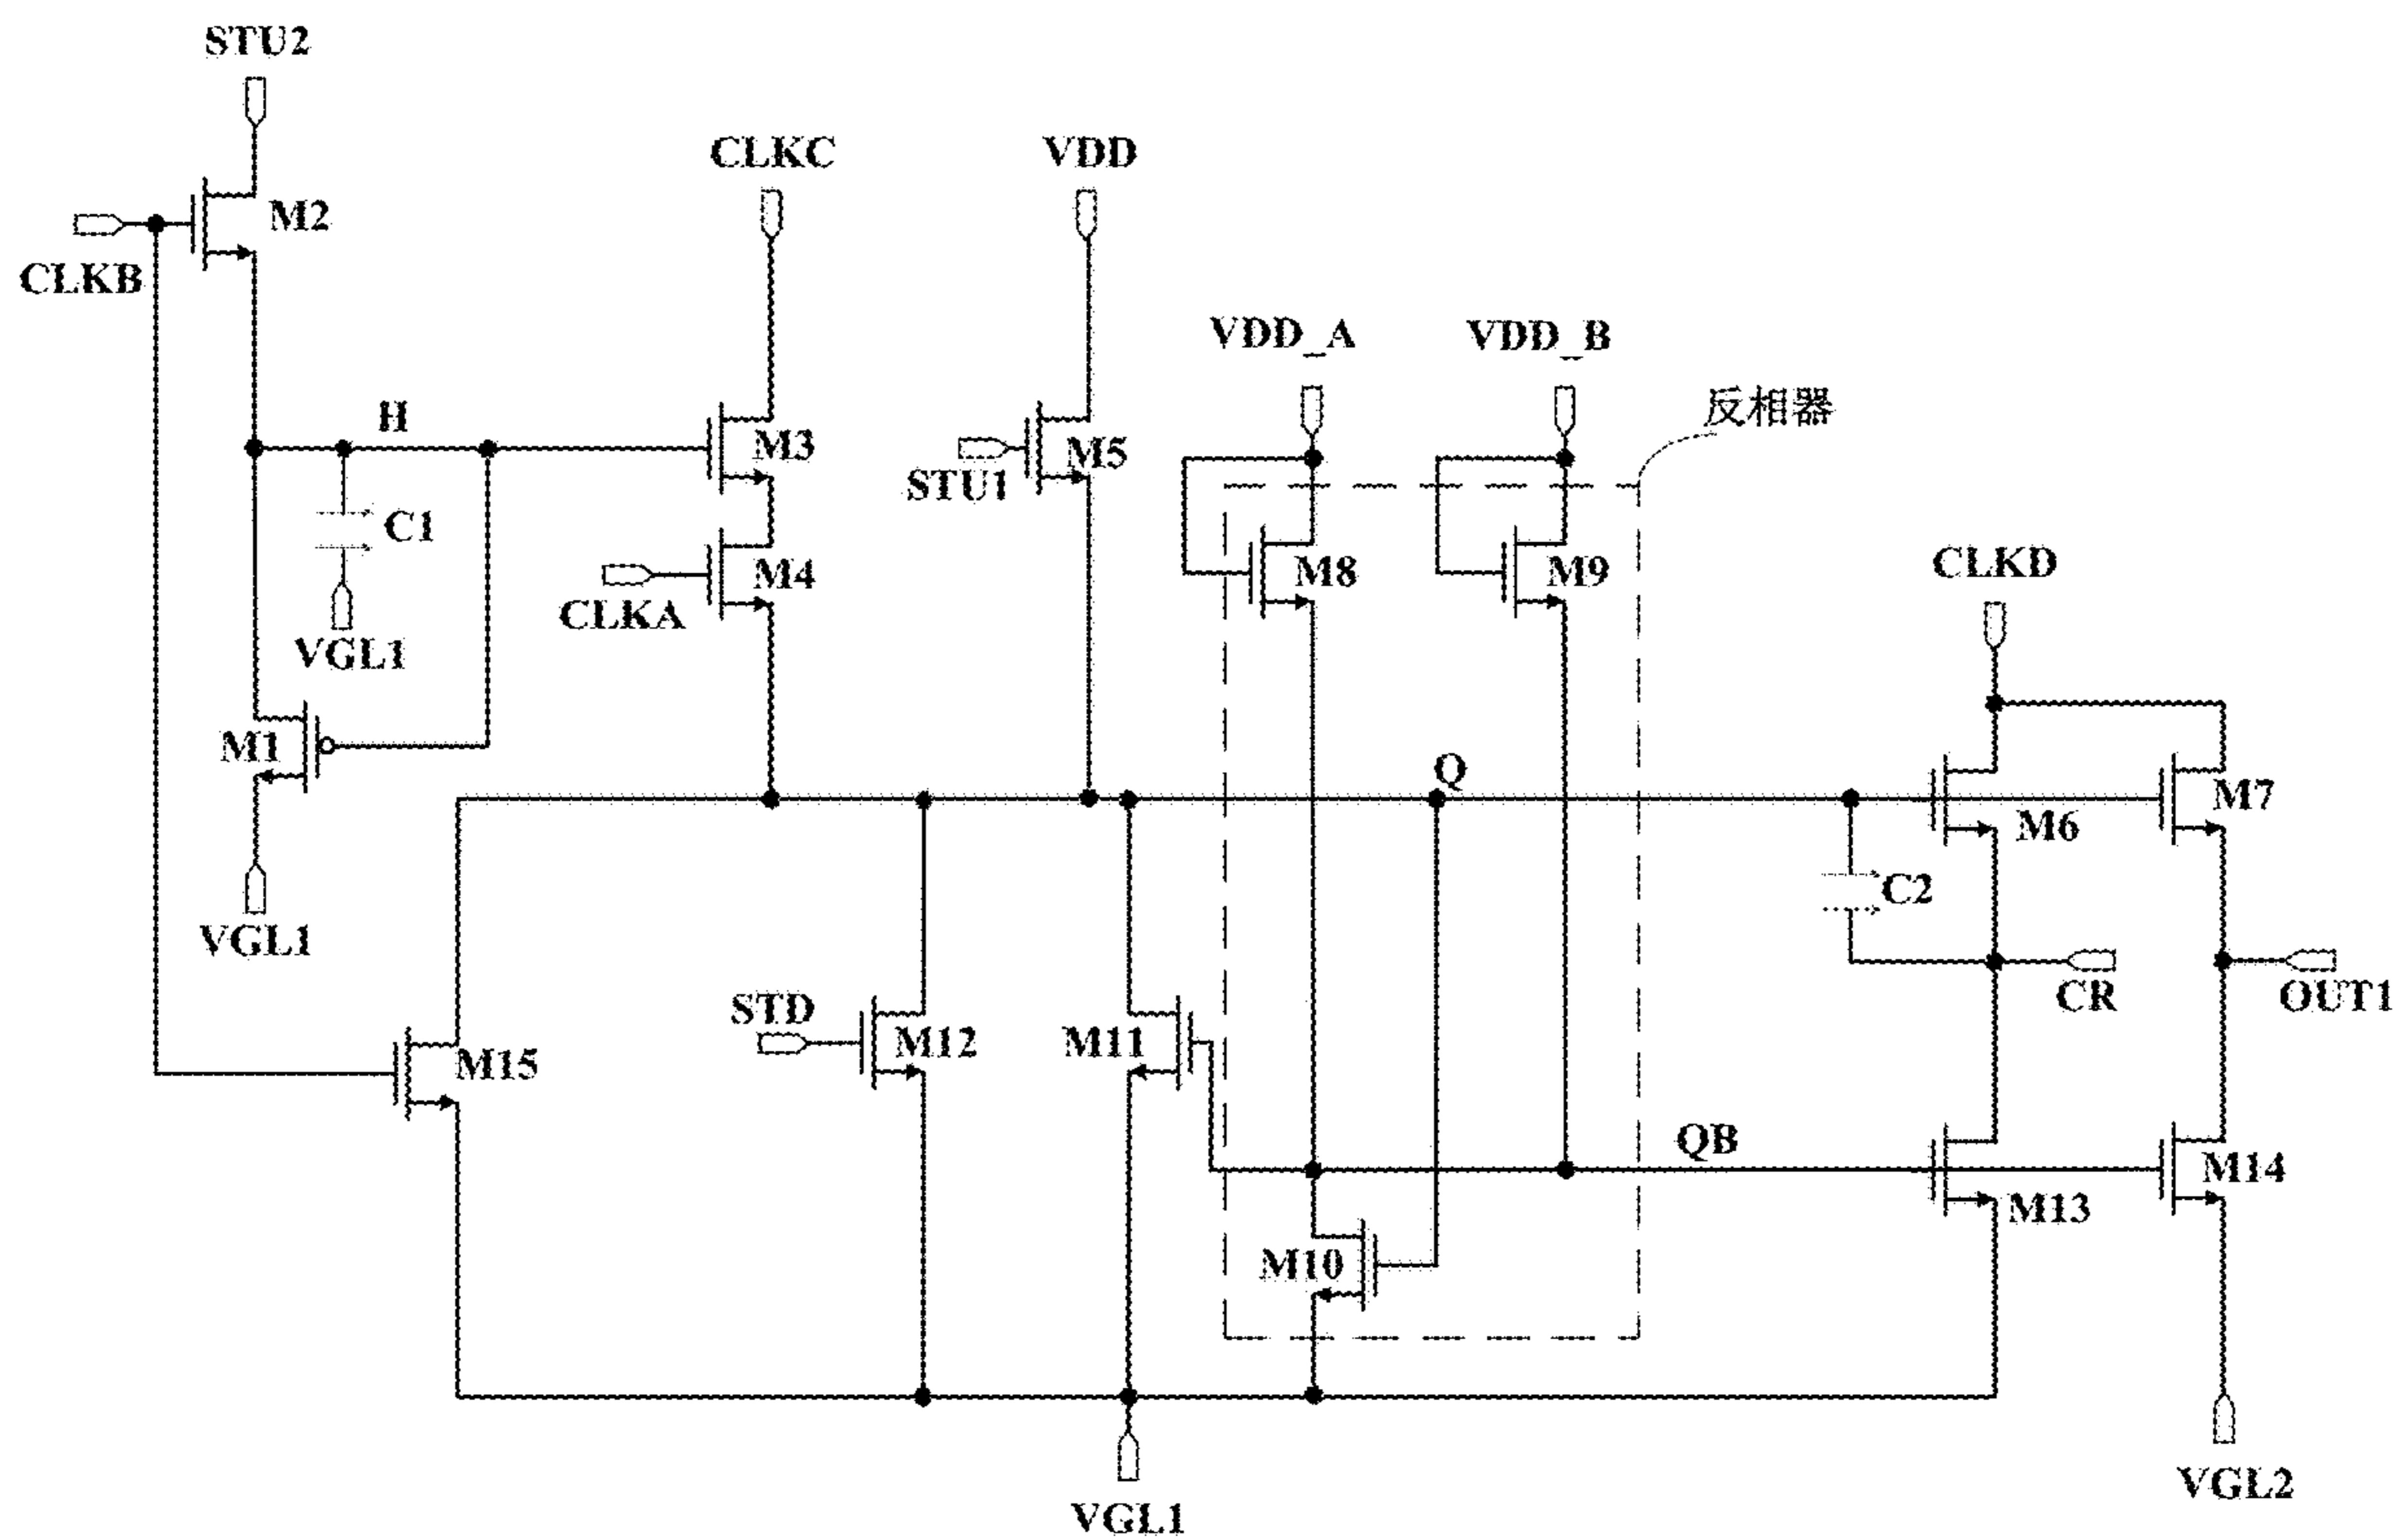 STU2
CLKC
VDD
M2
CLKB
VDD_A
VDD_B
反相器
H
M3
M5
STU1
C1
M8
M9
CLKD
M4
CLKA
VGL1
M1
Q
M7
M6
C2
VGL1
CR
OUT1
STD
M12
M11
M15
QB
M14
M13
M10
VGL2
VGL1